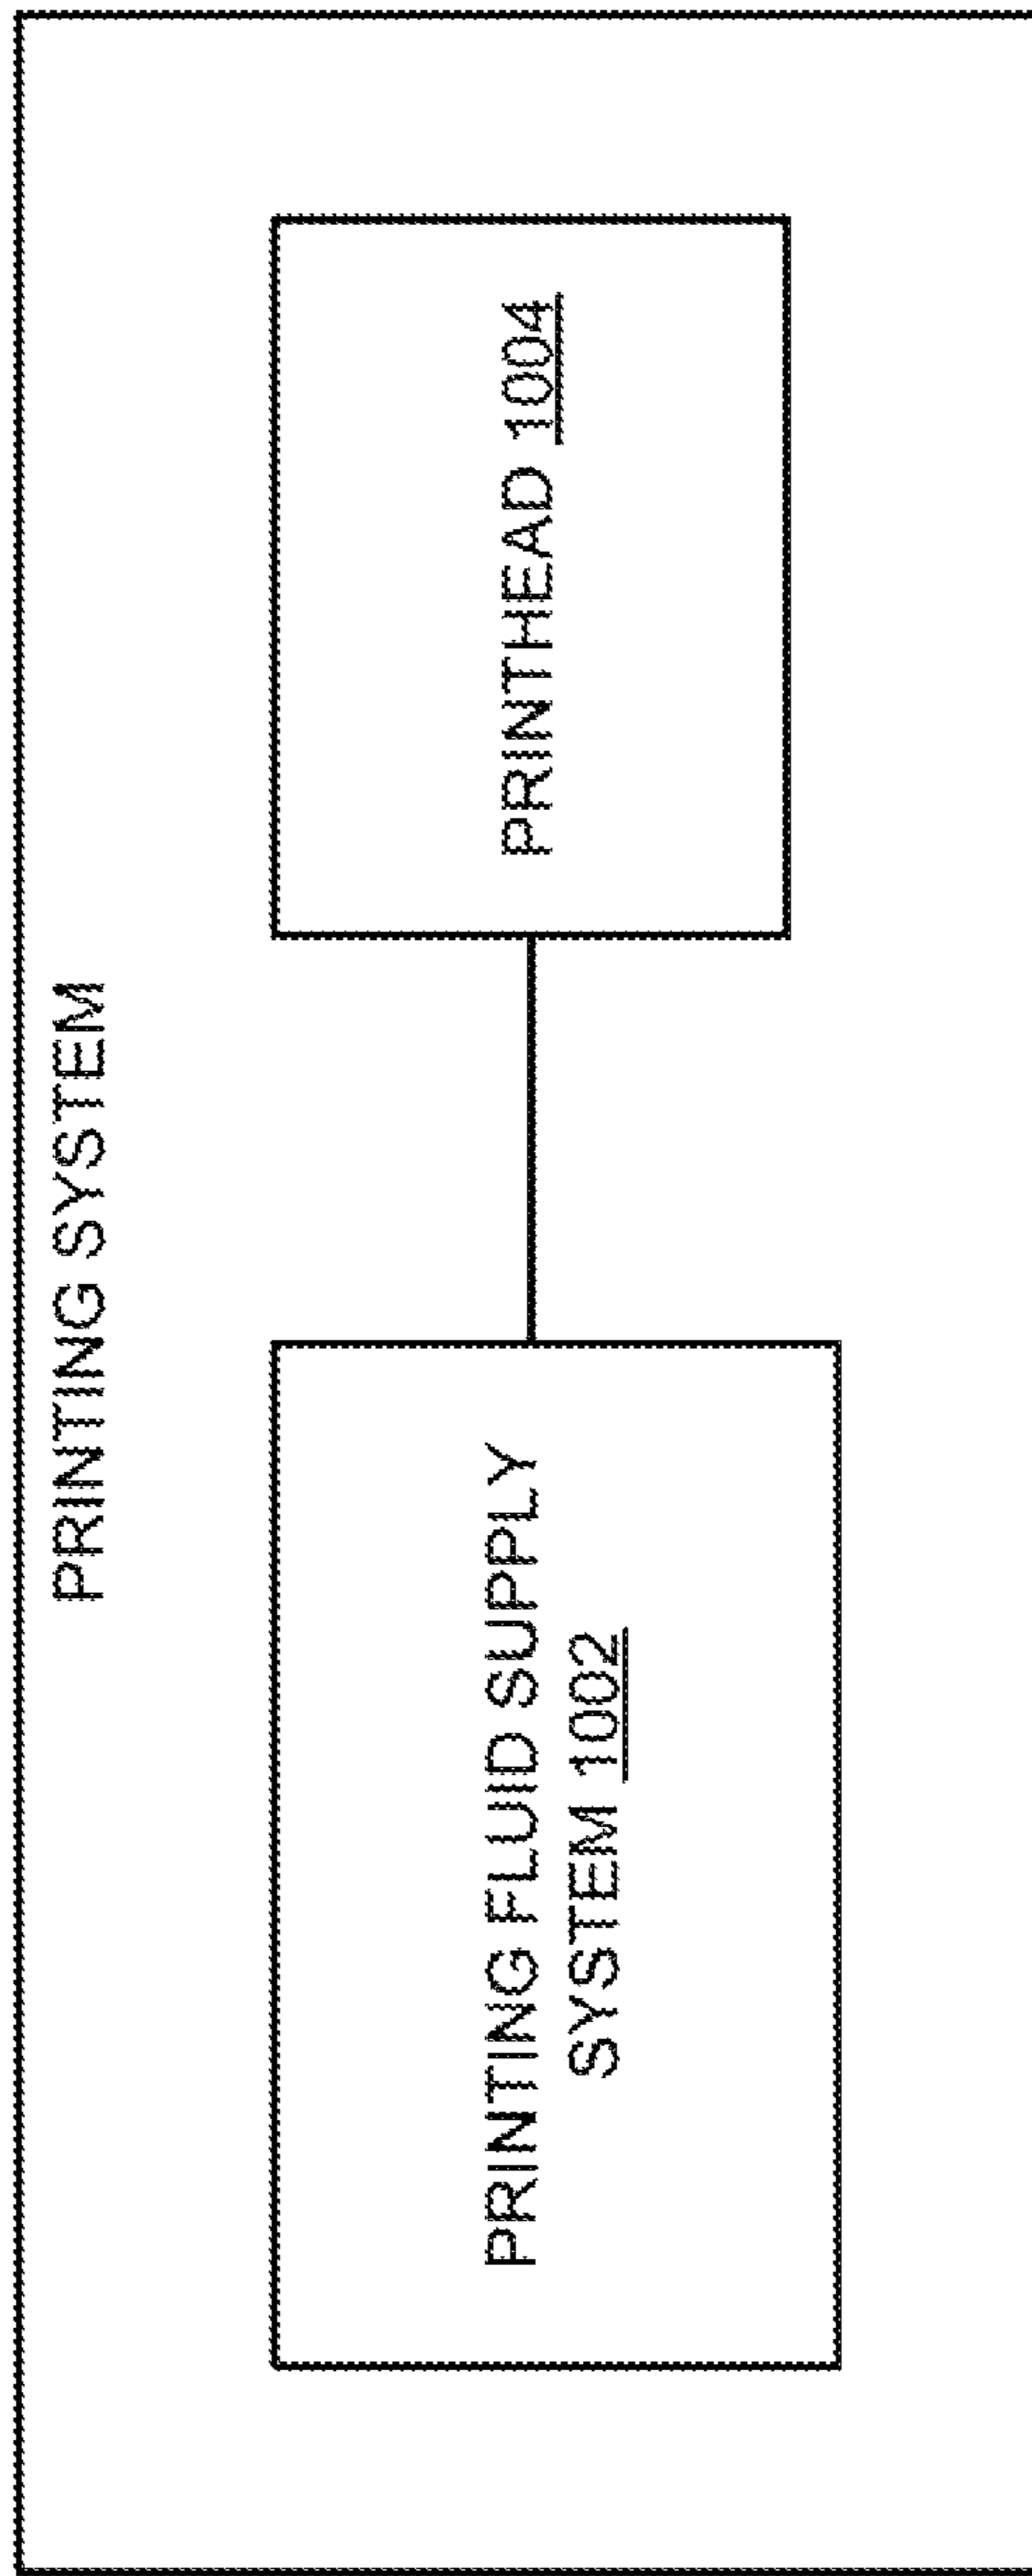 PRINTING SYSTEM
PRINTING FLUID SUPPLY
SYSTEM 1002
PRINTHEAD 1004